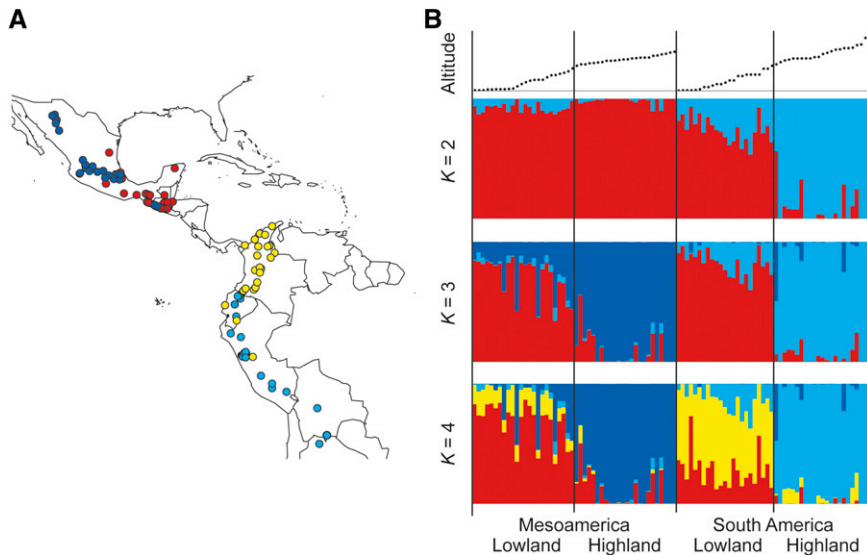 A
B
Altitude
K = 2
K = 3
K = 4
Mesoamerica South America
Lowland Highland Lowland Highland